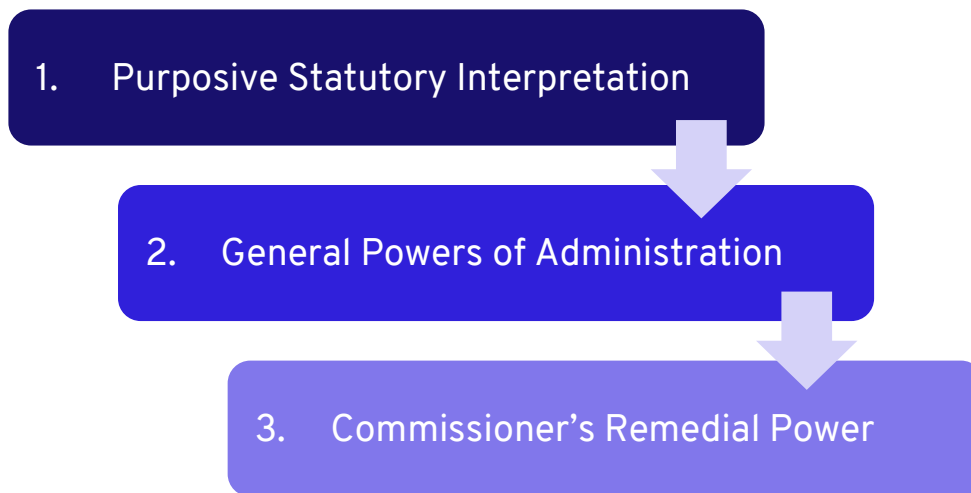 1. Purposive Statutory Interpretation
2. General Powers of Administration
3. Commissioner’s Remedial Power